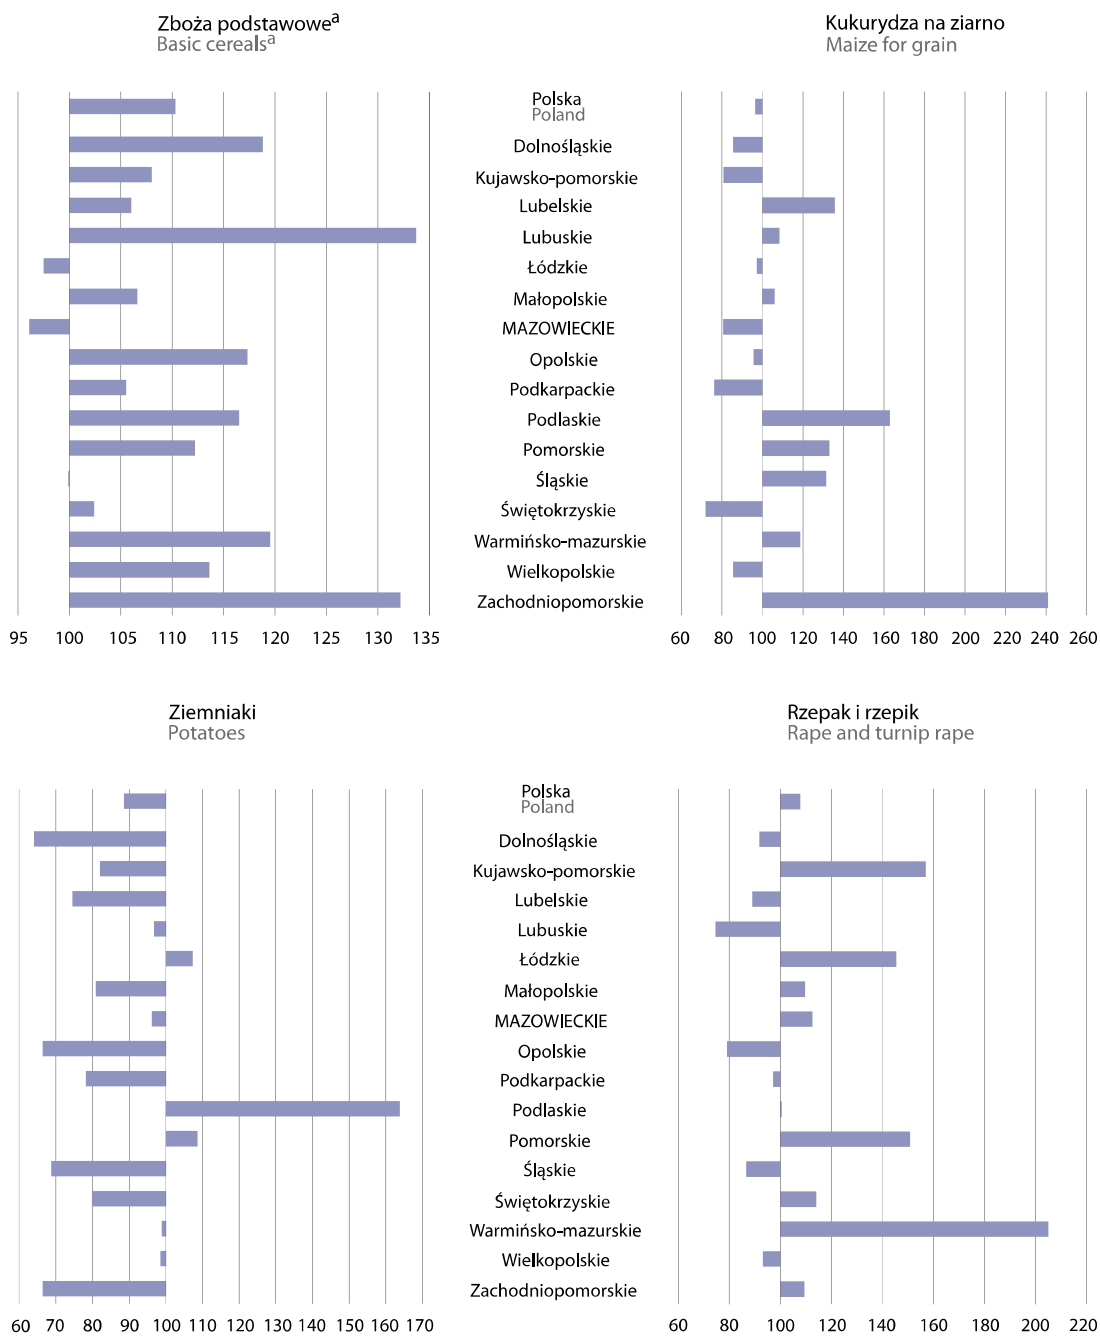 Zboża podstawowea
Basic cerealsa
Kukurydza na ziarno
Maize for grain
Polska
Poland
Dolnośląskie
Kujawsko-pomorskie
Lubelskie
Lubuskie
Łódzkie
Małopolskie
MAZOWIECKIE
Opolskie
Podkarpackie
Podlaskie
Pomorskie
Śląskie
Świętokrzyskie
Warmińsko-mazurskie
Wielkopolskie
Zachodniopomorskie
95 100 105 110 115 120 125 130 135
60 80 100 120 140 160 180 200 220 240 260
Ziemniaki
Potatoes
Rzepak i rzepik
Rape and turnip rape
Polska
Poland
Dolnośląskie
Kujawsko-pomorskie
Lubelskie
Lubuskie
Łódzkie
Małopolskie
MAZOWIECKIE
Opolskie
Podkarpackie
Podlaskie
Pomorskie
Śląskie
Świętokrzyskie
Warmińsko-mazurskie
Wielkopolskie
Zachodniopomorskie
60 70 80 90 100 110 120 130 140 150 160 170
60 80 100 120 140 160 180 200 220